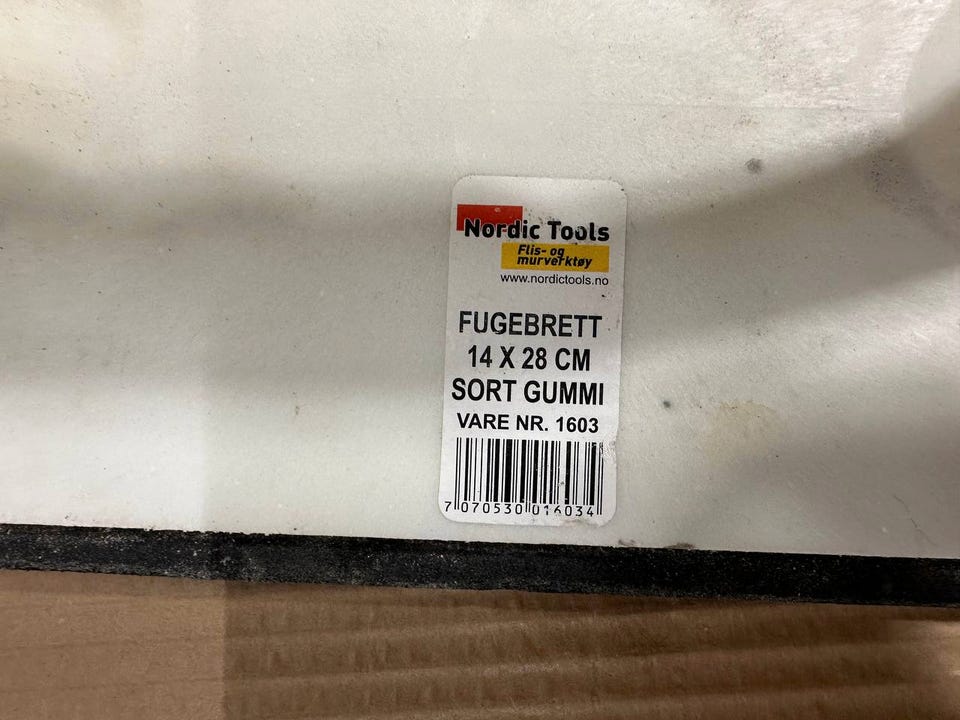 Nordic Tools
Flis- og
murverktøy
www.nordictools.no
FUGEBRETT
14 X 28 CM
SORT GUMMI
VARE NR. 1603
7 070530 016034